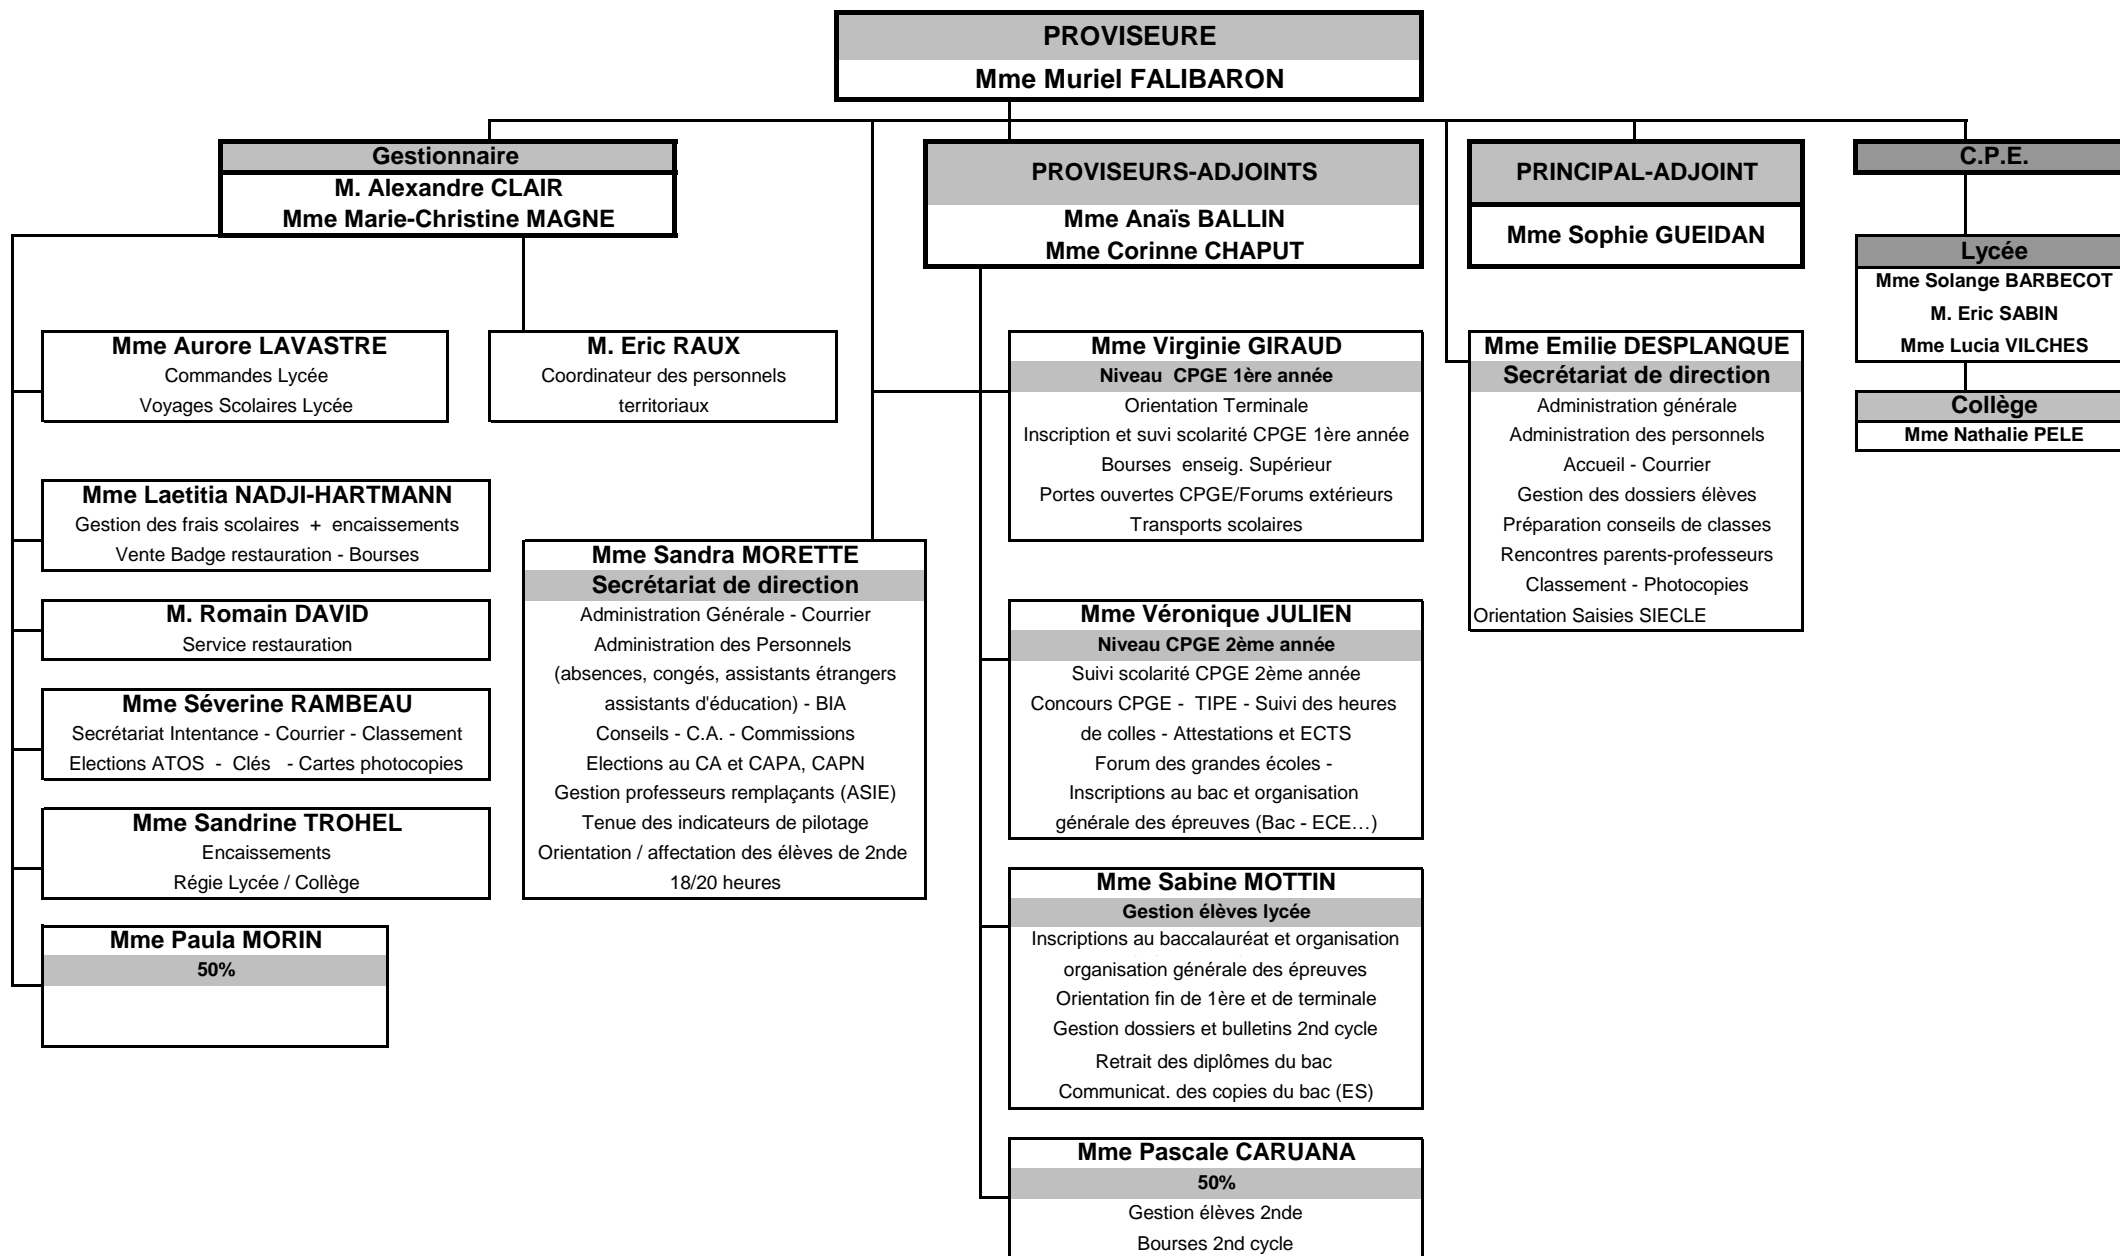 PROVISEURE
Mme Muriel FALIBARON
Gestionnaire
M. Alexandre CLAIR
Mme Marie-Christine MAGNE
PROVISEURS-ADJOINTS
Mme Anaïs BALLIN
Mme Corinne CHAPUT
PRINCIPAL-ADJOINT
Mme Sophie GUEIDAN
C.P.E.
Lycée
Mme Solange BARBECOT
M. Eric SABIN
Mme Lucia VILCHES
Collège
Mme Nathalie PELE
Mme Aurore LAVASTRE
Commandes Lycée
Voyages Scolaires Lycée
M. Eric RAUX
Coordinateur des personnels
territoriaux
Mme Laetitia NADJI-HARTMANN
Gestion des frais scolaires + encaissements
Vente Badge restauration - Bourses
M. Romain DAVID
Service restauration
Mme Séverine RAMBEAU
Secrétariat Intentance - Courrier - Classement
Elections ATOS - Clés - Cartes photocopies
Mme Sandrine TROHEL
Encaissements
Régie Lycée / Collège
Mme Paula MORIN
50%
Mme Sandra MORETTE
Secrétariat de direction
Administration Générale - Courrier
Administration des Personnels
(absences, congés, assistants étrangers
assistants d'éducation) - BIA
Conseils - C.A. - Commissions
Elections au CA et CAPA, CAPN
Gestion professeurs remplaçants (ASIE)
Tenue des indicateurs de pilotage
Orientation / affectation des élèves de 2nde
18/20 heures
Mme Virginie GIRAUD
Niveau CPGE 1ère année
Orientation Terminale
Inscription et suvi scolarité CPGE 1ère année
Bourses enseig. Supérieur
Portes ouvertes CPGE/Forums extérieurs
Transports scolaires
Mme Véronique JULIEN
Niveau CPGE 2ème année
Suivi scolarité CPGE 2ème année
Concours CPGE - TIPE - Suivi des heures
de colles - Attestations et ECTS
Forum des grandes écoles -
Inscriptions au bac et organisation
générale des épreuves (Bac - ECE…)
Mme Sabine MOTTIN
Gestion élèves lycée
Inscriptions au baccalauréat et organisation
organisation générale des épreuves
Orientation fin de 1ère et de terminale
Gestion dossiers et bulletins 2nd cycle
Retrait des diplômes du bac
Communicat. des copies du bac (ES)
Mme Pascale CARUANA
50%
Gestion élèves 2nde
Bourses 2nd cycle
Mme Emilie DESPLANQUE
Secrétariat de direction
Administration générale
Administration des personnels
Accueil - Courrier
Gestion des dossiers élèves
Préparation conseils de classes
Rencontres parents-professeurs
Classement - Photocopies
Orientation Saisies SIECLE